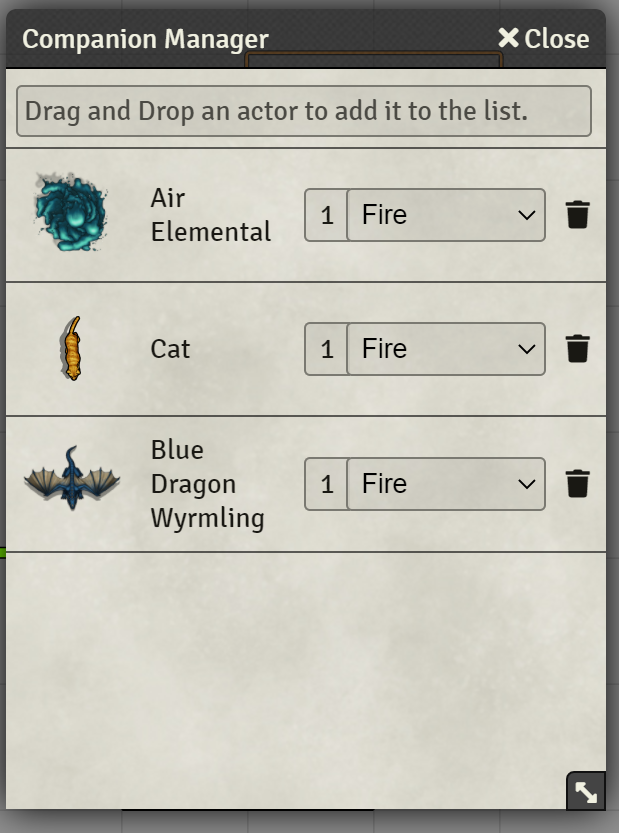 Companion Manager
Close
Drag and Drop an actor to add it to the list.
Air
Elemental
1
Fire
Cat
1
Fire
Blue
Dragon
Wyrmling
1
Fire